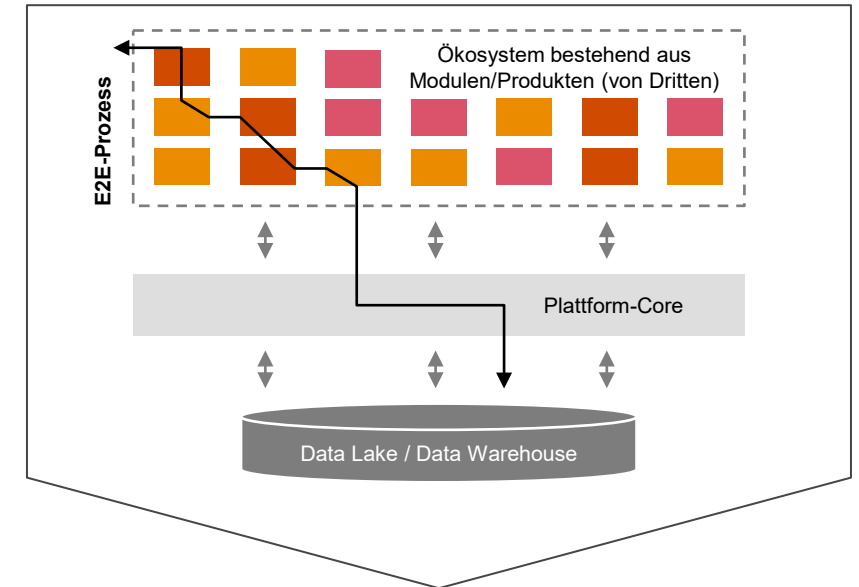 Ökosystem bestehend aus
Modulen/Produkten (von Dritten)
E2E-Prozess
Plattform-Core
Data Lake / Data Warehouse